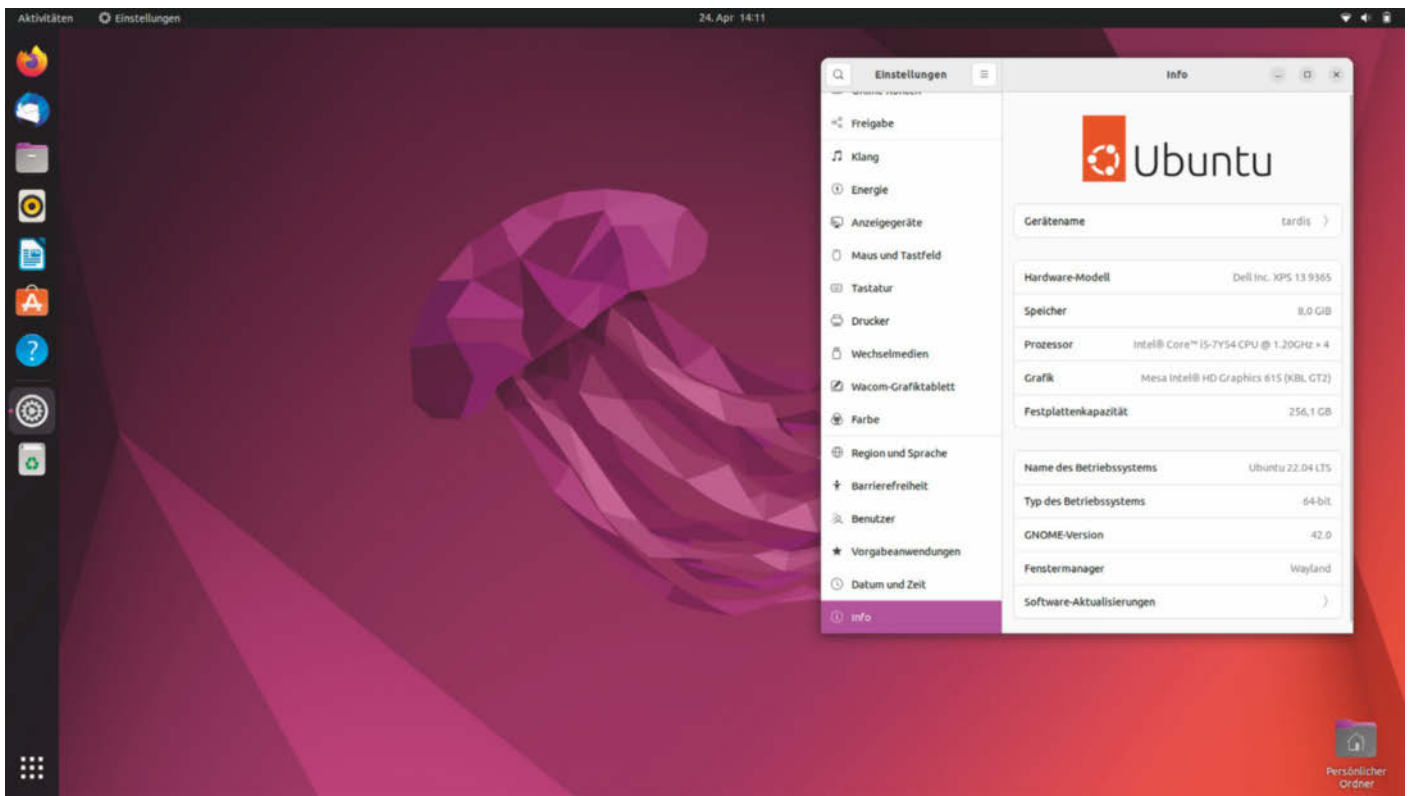 Aktivitäten Einstellungen 24. Apr 14:11
Einstellungen
Freigabe
Klang
Energie
Anzeigegeräte
Maus und Tastfeld
Tastatur
Drucker
Wechselmedien
Wacom-Grafiktablett
Farbe
Region und Sprache
Barrierefreiheit
Benutzer
Vorgabeanwendungen
Datum und Zeit
Info
Info
Ubuntu
Gerätename tardis
Hardware-Modell Dell Inc. XPS 13 9365
Speicher 8,0 GiB
Prozessor Intel® Core™ i5-7Y54 CPU @ 1.20GHz × 4
Grafik Mesa Intel® HD Graphics 615 (KBL GT2)
Festplattenkapazität 256,1 GB
Name des Betriebssystems Ubuntu 22.04 LTS
Typ des Betriebssystems 64-bit
GNOME-Version 42.0
Fenstermanager Wayland
Software-Aktualisierungen
Persönlicher
Ordner